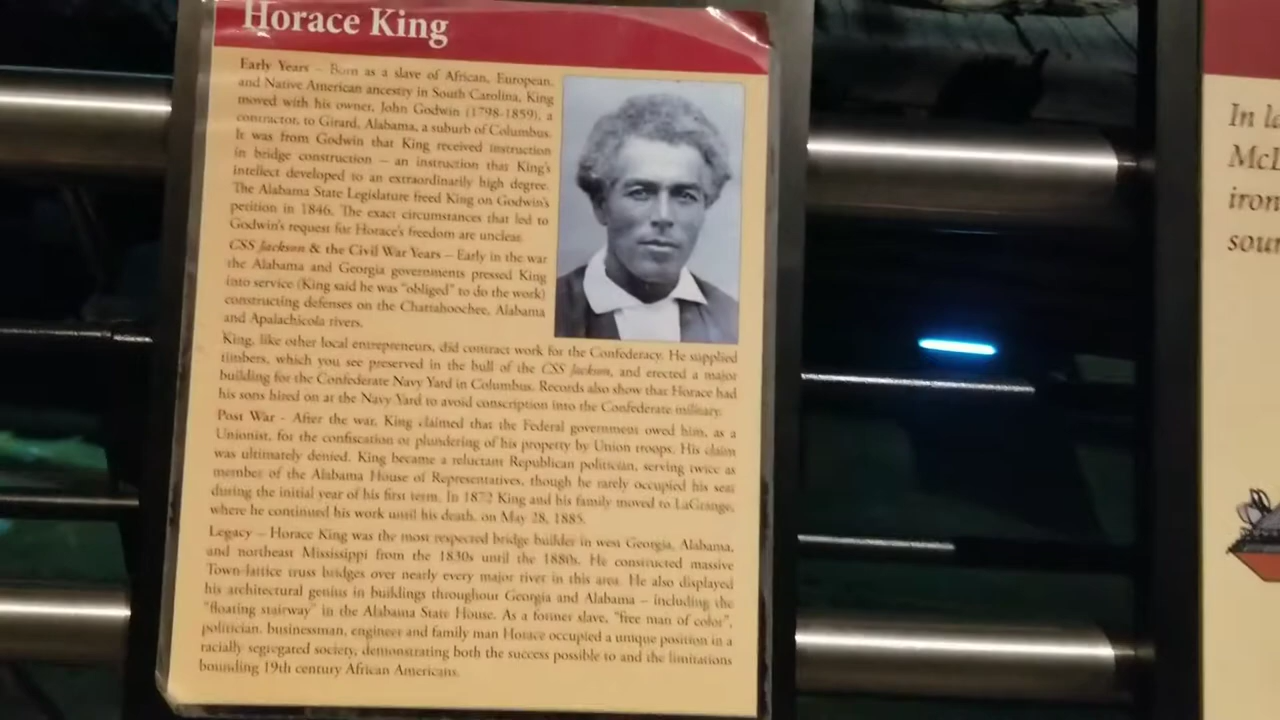 Horace King
Early Years – Born as a slave of African, European,
and Native American ancestry in South Carolina, King
moved with his owner, John Godwin (1798-1859), a
contractor, to Girard, Alabama, a suburb of Columbus.
It was from Godwin that King received instruction
in bridge construction – an instruction that King's
intellect developed to an extraordinarily high degree.
The Alabama State Legislature freed King on Godwin's
petition in 1846. The exact circumstances that led to
Godwin's request for Horace's freedom are unclear.
CSS Jackson & the Civil War Years – Early in the war
the Alabama and Georgia governments pressed King
into service (King said he was "obliged" to do the work)
constructing defenses on the Chattahoochee, Alabama
and Apalachicola rivers.
King, like other local entrepreneurs, did contract work for the Confederacy. He supplied
timbers, which you see preserved in the hull of the CSS Jackson, and erected a major
building for the Confederate Navy Yard in Columbus. Records also show that Horace had
his sons hired on at the Navy Yard to avoid conscription into the Confederate military.
Post War - After the war, King claimed that the Federal government owed him, as a
Unionist, for the confiscation or plundering of his property by Union troops. His claim
was ultimately denied. King became a reluctant Republican politician, serving twice as
member of the Alabama House of Representatives, though he rarely occupied his seat
during the initial year of his first term. In 1872 King and his family moved to LaGrange,
where he continued his work until his death, on May 28, 1885.
Legacy – Horace King was the most respected bridge builder in west Georgia, Alabama,
and northeast Mississippi from the 1830s until the 1880s. He constructed massive
Town-lattice truss bridges over nearly every major river in this area. He also displayed
his architectural genius in buildings throughout Georgia and Alabama – including the
"floating stairway" in the Alabama State House. As a former slave, "free man of color",
politician, businessman, engineer and family man Horace occupied a unique position in a
racially segregated society, demonstrating both the success possible to and the limitations
bounding 19th century African Americans.
In